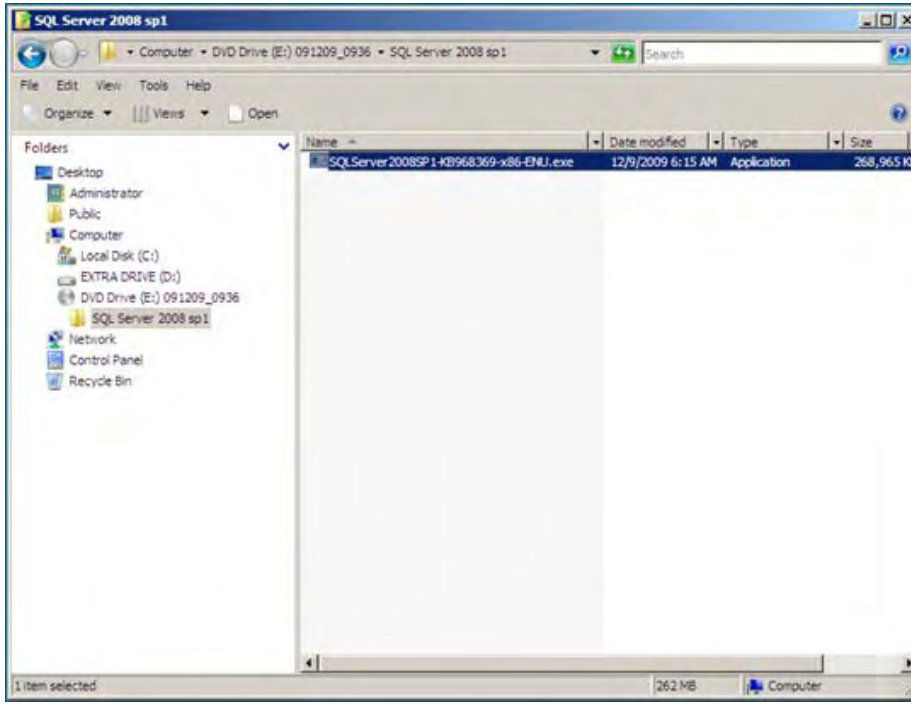 SQL Server 2008 sp1
Computer DVD Drive (E:) 091209_0936 SQL Server 2008 sp1 Search
File Edit View Tools Help
Organize Views Open
Folders
Name Date modified Type Size
SQLServer2008SP1-KB968369-x86-ENU.exe 12/9/2009 6:15 AM Application 268,965 K
Desktop
Administrator
Public
Computer
Local Disk (C:)
EXTRA DRIVE (D:)
DVD Drive (E:) 091209_0936
SQL Server 2008 sp1
Network
Control Panel
Recycle Bin
1 item selected 262 MB Computer